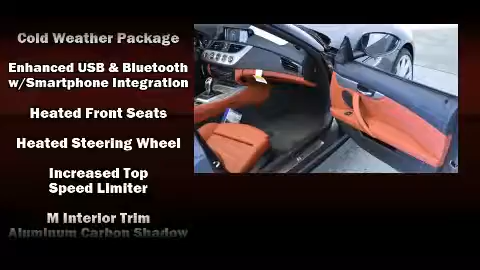 Cold Weather Package
Enhanced USB & Bluetooth
w/Smartphone Integration
Heated Front Seats
Heated Steering Wheel
Increased Top
Speed Limiter
M Interior Trim
Aluminum Carbon Shadow